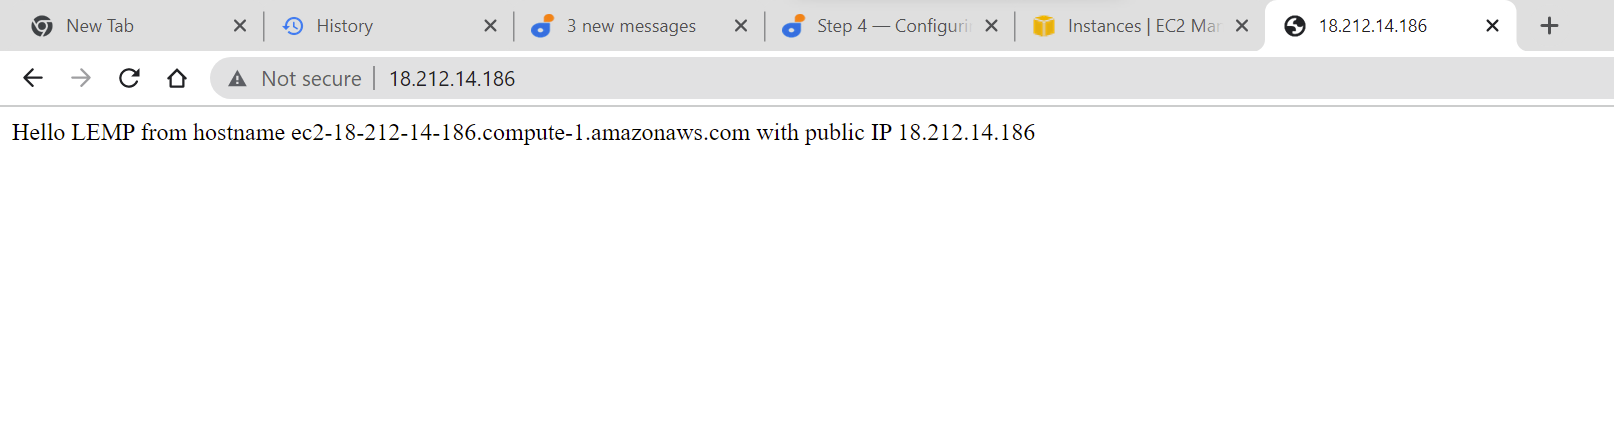 New Tab
History
3 new messages
Step 4 — Configuri
Instances | EC2 Mar
18.212.14.186
Not secure
18.212.14.186
Hello LEMP from hostname ec2-18-212-14-186.compute-1.amazonaws.com with public IP 18.212.14.186